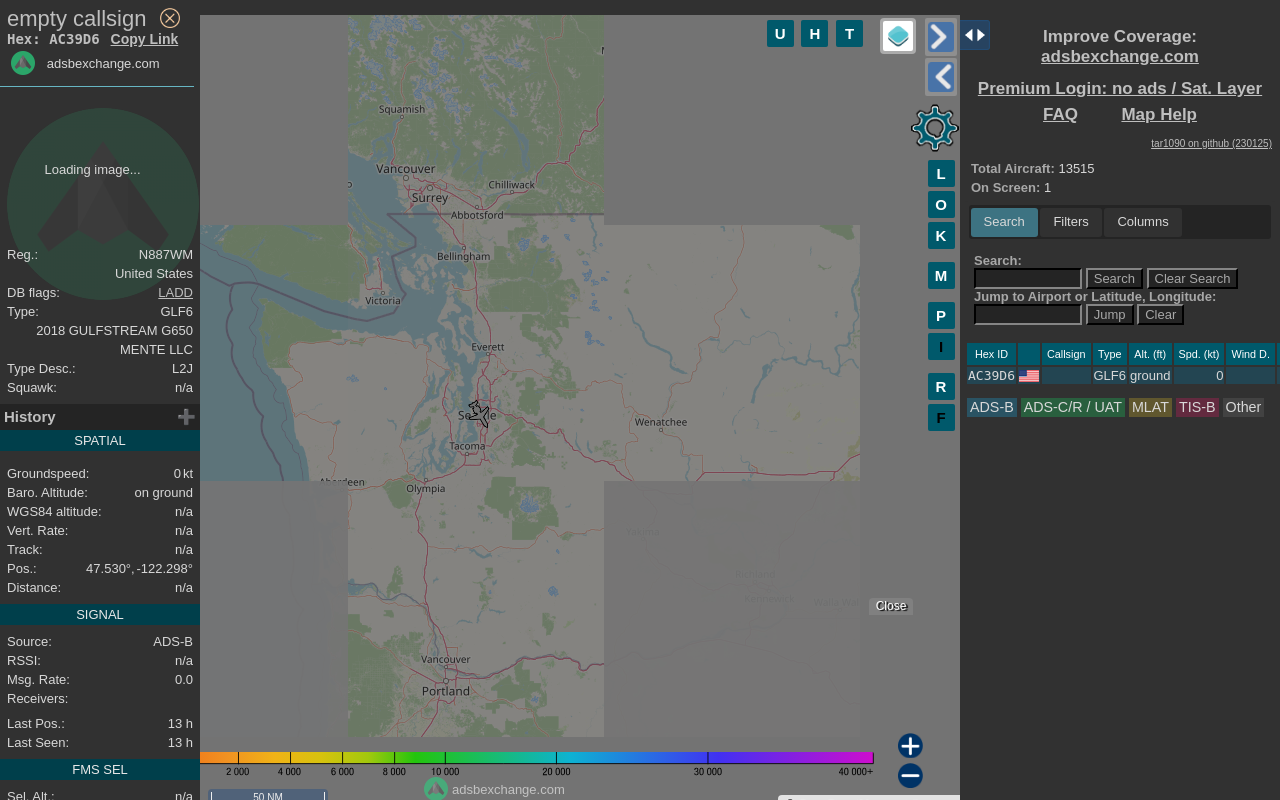 empty callsign
Hex: AC39D6 Copy Link
adsbexchange.com
Loading image...
Reg.: N887WM
United States
DB flags: LADD
Type: GLF6
2018 GULFSTREAM G650
MENTE LLC
Type Desc.: L2J
Squawk: n/a
History
SPATIAL
Groundspeed: 0 kt
Baro. Altitude: on ground
WGS84 altitude: n/a
Vert. Rate: n/a
Track: n/a
Pos.: 47.530°, -122.298°
Distance: n/a
SIGNAL
Source: ADS-B
RSSI: n/a
Msg. Rate: 0.0
Receivers:
Last Pos.: 13 h
Last Seen: 13 h
FMS SEL
Sel. Alt.: n/a
Squamish
Vancouver
Surrey
Chilliwack
Abbotsford
Bellingham
Victoria
Everett
Seattle
Wenatchee
Tacoma
Aberdeen
Olympia
Vancouver
Portland
U H T
L
O
K
M
P
I
R
F
Close
2 000 4 000 6 000 8 000 10 000 20 000 30 000 40 000+
adsbexchange.com
50 NM
Improve Coverage:
adsbexchange.com
Premium Login: no ads / Sat. Layer
FAQ Map Help
tar1090 on github (230125)
Total Aircraft: 13515
On Screen: 1
Search Filters Columns
Search:
Search Clear Search
Jump to Airport or Latitude, Longitude:
Jump Clear
Hex ID Callsign Type Alt. (ft) Spd. (kt) Wind D.
AC39D6 GLF6 ground 0
ADS-B ADS-C/R / UAT MLAT TIS-B Other